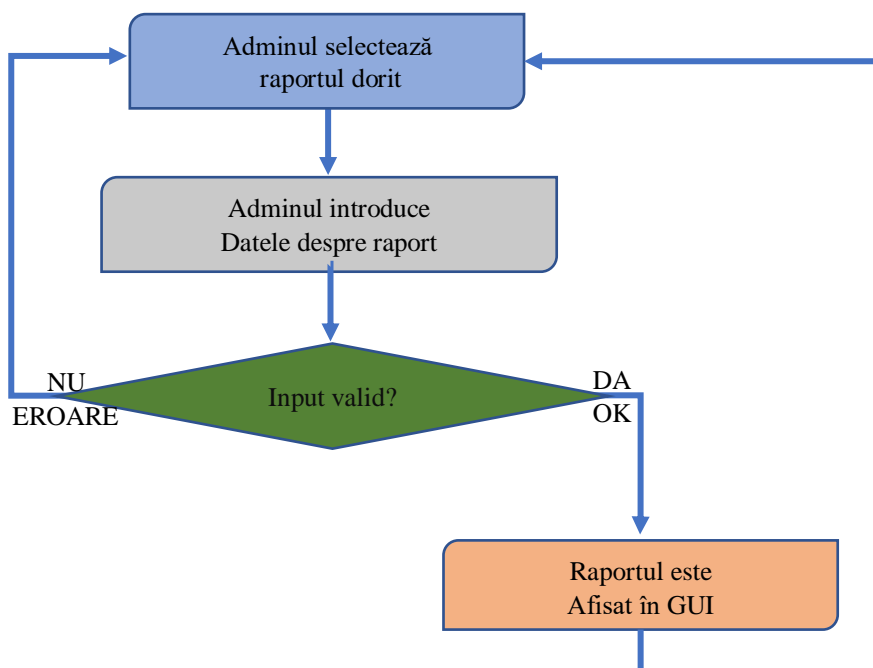 Adminul selectează
raportul dorit
Adminul introduce
Datele despre raport
Input valid?
NU
EROARE
DA
OK
Raportul este
Afisat în GUI